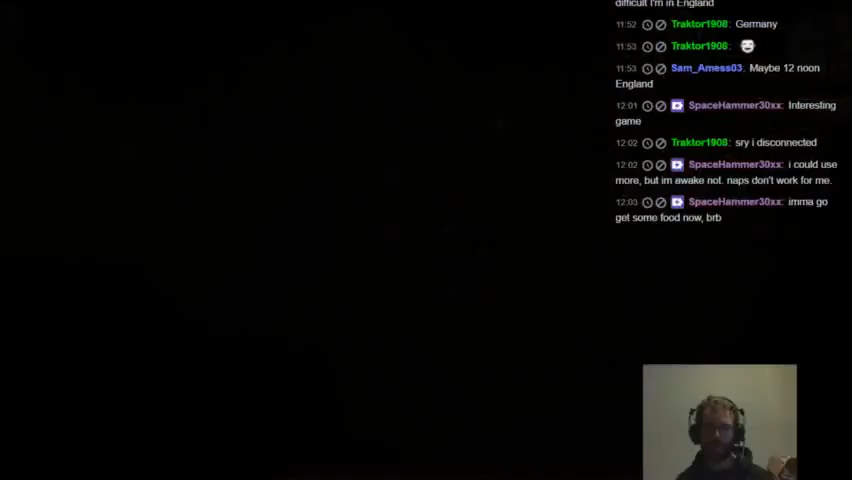 difficult I'm in England
11:52 Traktor1908: Germany
11:53 Traktor1908:
11:53 Sam_Amess03: Maybe 12 noon
England
12:01 SpaceHammer30xx: Interesting
game
12:02 Traktor1908: sry i disconnected
12:02 SpaceHammer30xx: i could use
more, but im awake not. naps don't work for me.
12:03 SpaceHammer30xx: imma go
get some food now, brb